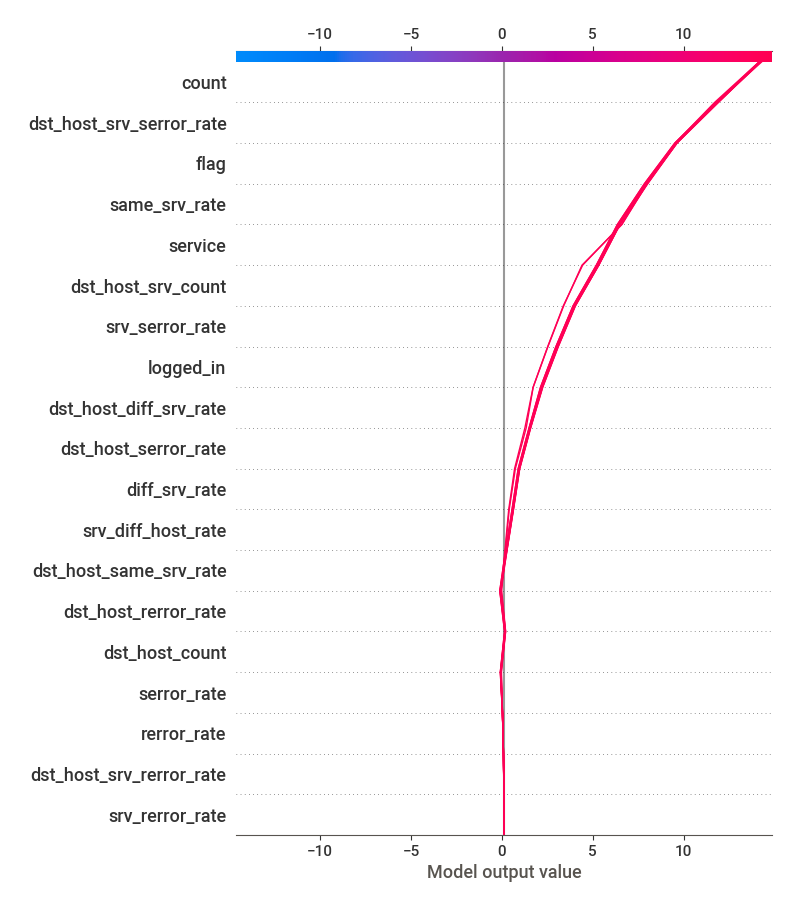 −10 −5 0 5 10
count
dst_host_srv_serror_rate
flag
same_srv_rate
service
dst_host_srv_count
srv_serror_rate
logged_in
dst_host_diff_srv_rate
dst_host_serror_rate
diff_srv_rate
srv_diff_host_rate
dst_host_same_srv_rate
dst_host_rerror_rate
dst_host_count
serror_rate
rerror_rate
dst_host_srv_rerror_rate
srv_rerror_rate
−10 −5 0 5 10
Model output value